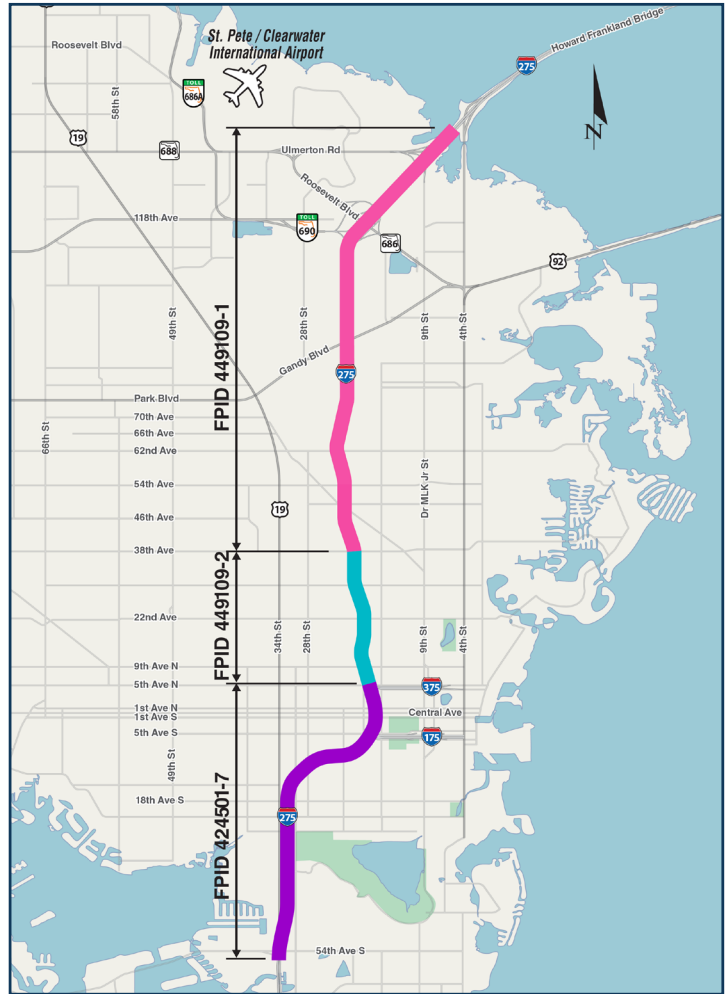 St. Pete / Clearwater
International Airport
Howard Frankland Bridge
275
Roosevelt Blvd
TOLL
686A
58th St
19
688
Ulmerton Rd
N
Roosevelt Blvd
118th Ave
TOLL
690
686
92
FPID 449109-1
49th St
28th St
9th St
4th St
Gandy Blvd
275
Park Blvd
70th Ave
66th Ave
62nd Ave
66th St
54th Ave
Dr MLK Jr St
46th Ave
19
38th Ave
FPID 449109-2
22nd Ave
34th St
28th St
9th St
4th St
9th Ave N
5th Ave N
375
1st Ave N
1st Ave S
Central Ave
5th Ave S
175
49th St
FPID 424501-7
18th Ave S
275
54th Ave S